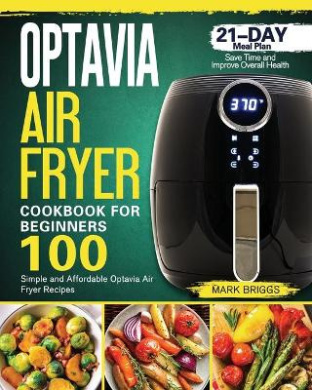 OPTAVIA
AIR
FRYER
COOKBOOK FOR
BEGINNERS
100
Simple and Affordable Optavia Air
Fryer Recipes
21-DAY
Meal Plan
Save Time and
Improve Overall Health
370°
MARK BRIGGS